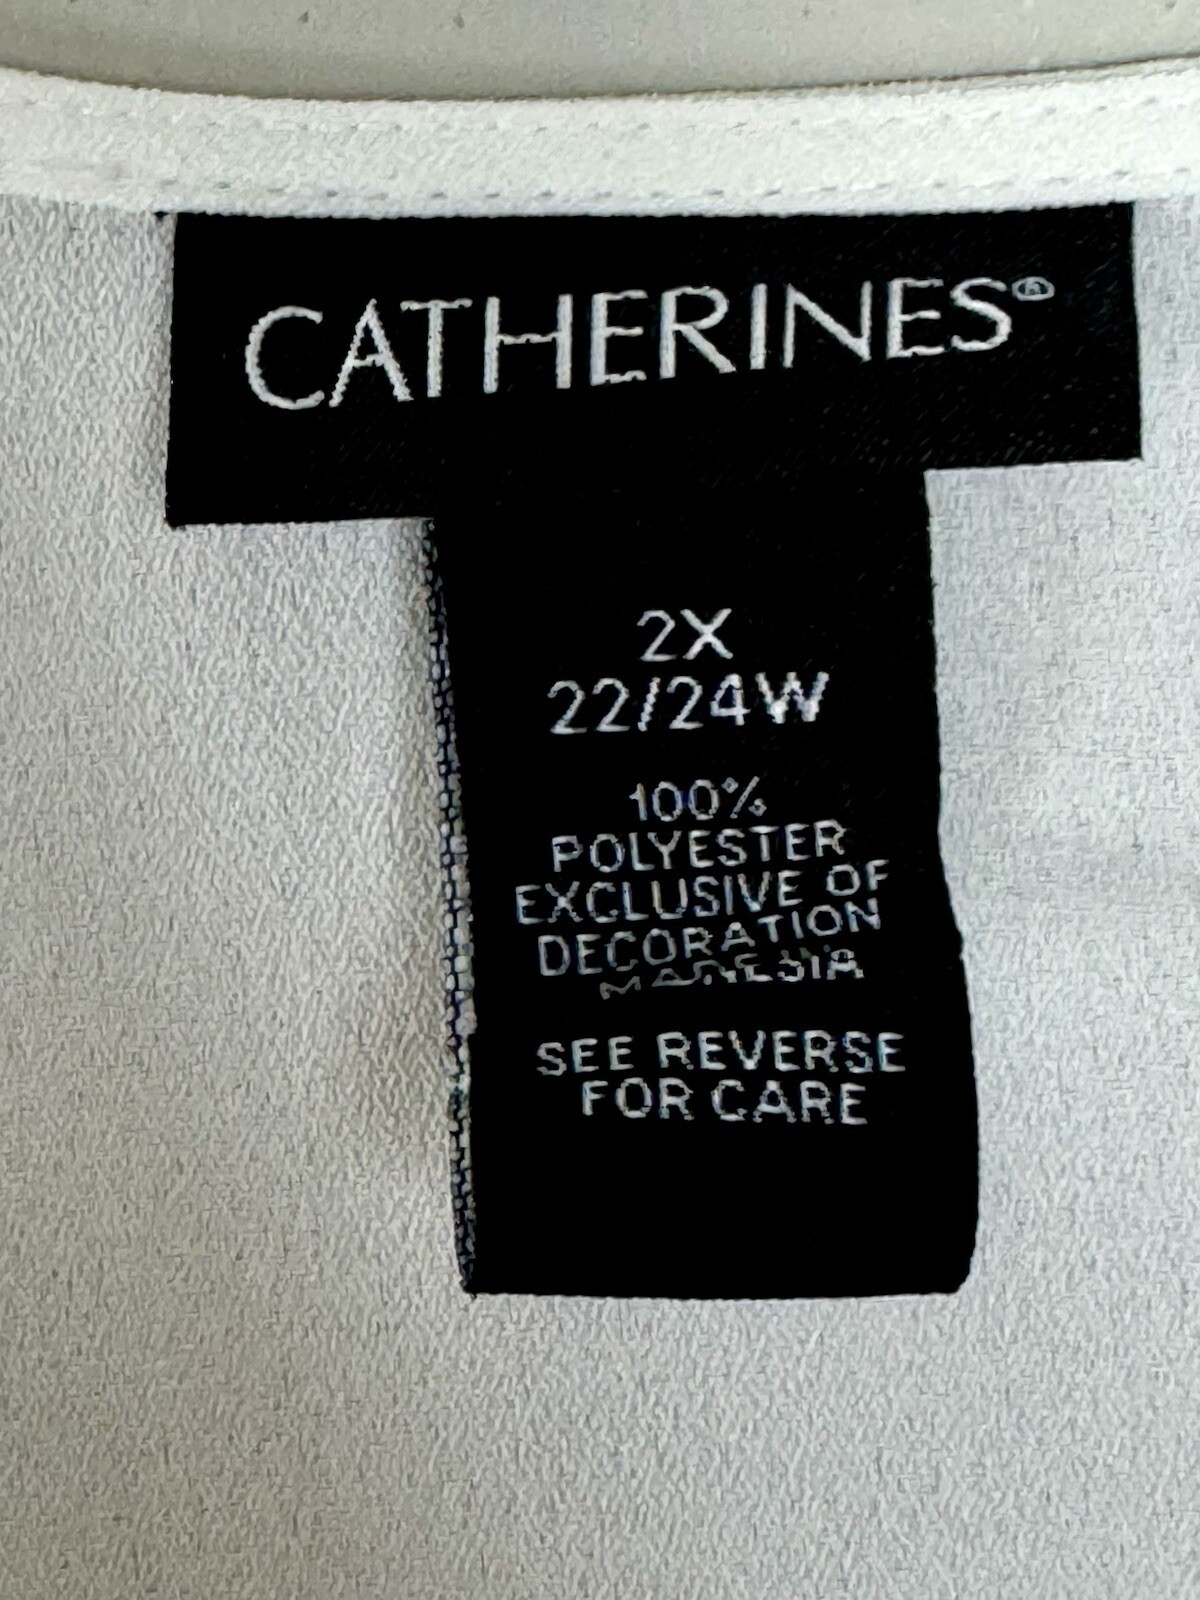 CATHERINES®
2X
22/24W
100%
POLYESTER
EXCLUSIVE OF
DECORATION
SEE REVERSE
FOR CARE